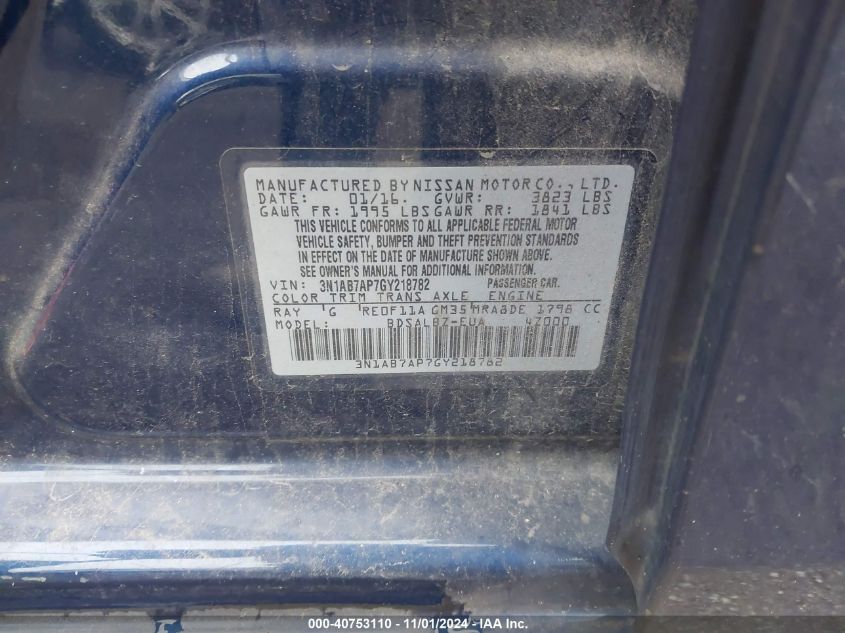 MANUFACTURED BY NISSAN MOTOR CO., LTD.
DATE: 01/16. GVWR: 3823 LBS
GAWR FR: 1995 LBS GAWR RR: 1841 LBS
THIS VEHICLE CONFORMS TO ALL APPLICABLE FEDERAL MOTOR
VEHICLE SAFETY, BUMPER AND THEFT PREVENTION STANDARDS
IN EFFECT ON THE DATE OF MANUFACTURE SHOWN ABOVE.
SEE OWNER'S MANUAL FOR ADDITIONAL INFORMATION.
VIN: 3N1AB7AP7GY218782 PASSENGER CAR.
COLOR TRIM TRANS AXLE ENGINE
RAY G RE0F11A GM35 MRA8DE 1798 CC
MODEL: BDSALB7-EUA 4Z000
3N1AB7AP7GY218782
000-40753110 - 11/01/2024 - IAA Inc.